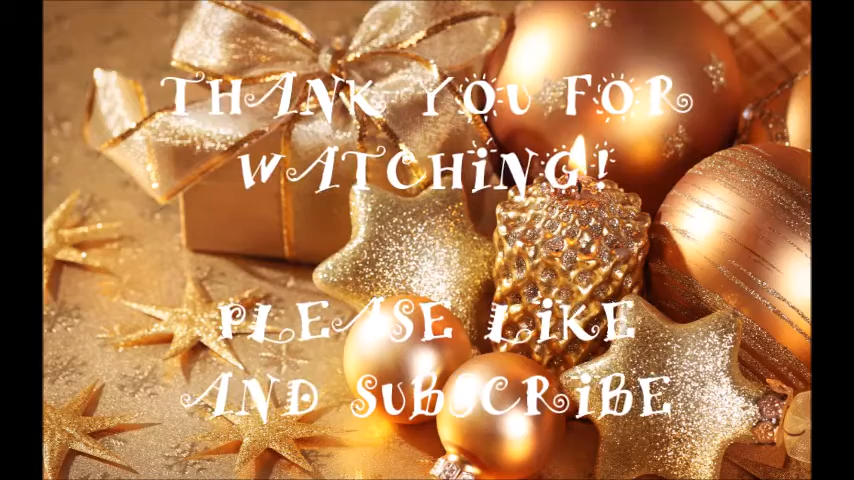 THANK YOU FOR
WATCHiNG!
PLEASE LiKE
AND SUBSCRiBE